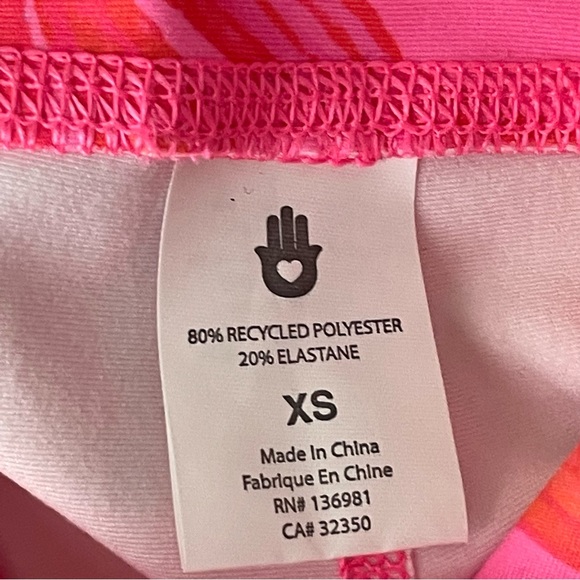 80% RECYCLED POLYESTER
20% ELASTANE
XS
Made In China
Fabrique En Chine
RN# 136981
CA# 32350